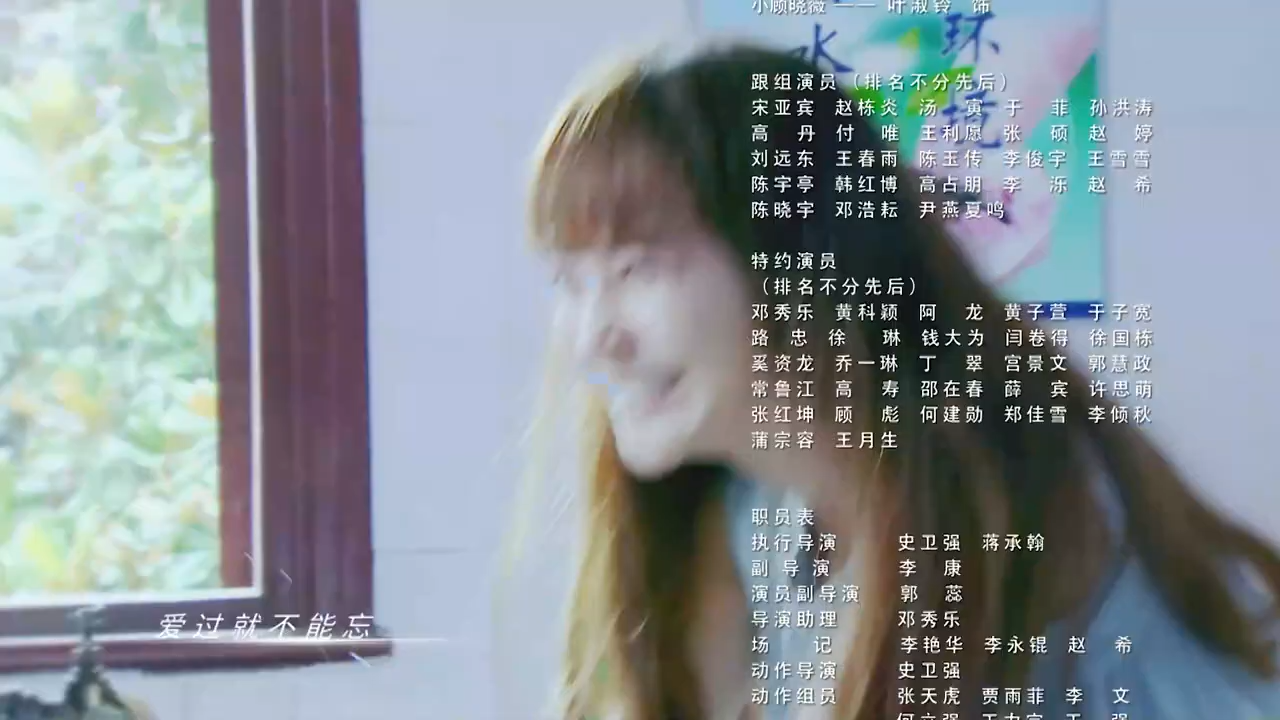 小顾晓薇 —— 叶淑铃 饰
水
环境
跟组演员（排名不分先后）
宋亚宾 赵栋炎 汤 寅 于 菲 孙洪涛
高 丹 付 唯 王利愿 张 硕 赵 婷
刘远东 王春雨 陈玉传 李俊宇 王雪雪
陈宇亭 韩红博 高占朋 李 泺 赵 希
陈晓宇 邓浩耘 尹燕夏鸣
特约演员
（排名不分先后）
邓秀乐 黄科颖 阿 龙 黄子萱 于子宽
路 忠 徐 琳 钱大为 闫卷得 徐国栋
奚资龙 乔一琳 丁 翠 宫景文 郭慧政
常鲁江 高 寿 邵在春 薛 宾 许思萌
张红坤 顾 彪 何建勋 郑佳雪 李倾秋
蒲宗容 王月生
职员表
执行导演 史卫强 蒋承翰
副 导 演 李 康
演员副导演 郭 蕊
导演助理 邓秀乐
场 记 李艳华 李永锟 赵 希
动作导演 史卫强
动作组员 张天虎 贾雨菲 李 文
爱过就不能忘